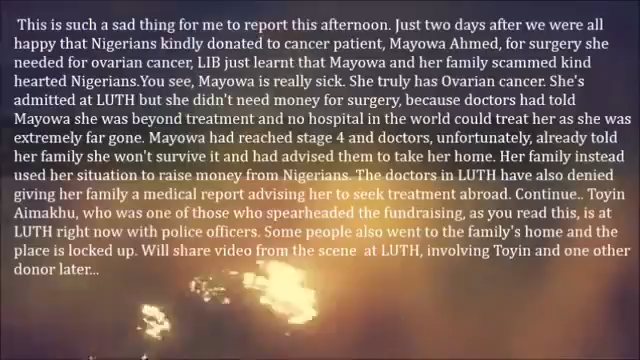 This is such a sad thing for me to report this afternoon. Just two days after we were all
happy that Nigerians kindly donated to cancer patient, Mayowa Ahmed, for surgery she
needed for ovarian cancer, LIB just learnt that Mayowa and her family scammed kind
hearted Nigerians.You see, Mayowa is really sick. She truly has Ovarian cancer. She's
admitted at LUTH but she didn't need money for surgery, because doctors had told
Mayowa she was beyond treatment and no hospital in the world could treat her as she was
extremely far gone. Mayowa had reached stage 4 and doctors, unfortunately, already told
her family she won't survive it and had advised them to take her home. Her family instead
used her situation to raise money from Nigerians. The doctors in LUTH have also denied
giving her family a medical report advising her to seek treatment abroad. Continue.. Toyin
Aimakhu, who was one of those who spearheaded the fundraising, as you read this, is at
LUTH right now with police officers. Some people also went to the family's home and the
place is locked up. Will share video from the scene at LUTH, involving Toyin and one other
donor later...